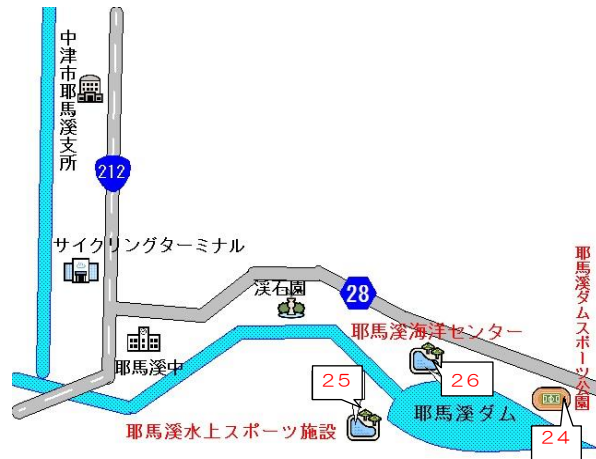 中津市耶馬溪支所
212
サイクリングターミナル
渓石園
28
耶馬溪ダムスポーツ公園
耶馬溪海洋センター
耶馬溪中
25
26
耶馬溪ダム
24
耶馬溪水上スポーツ施設